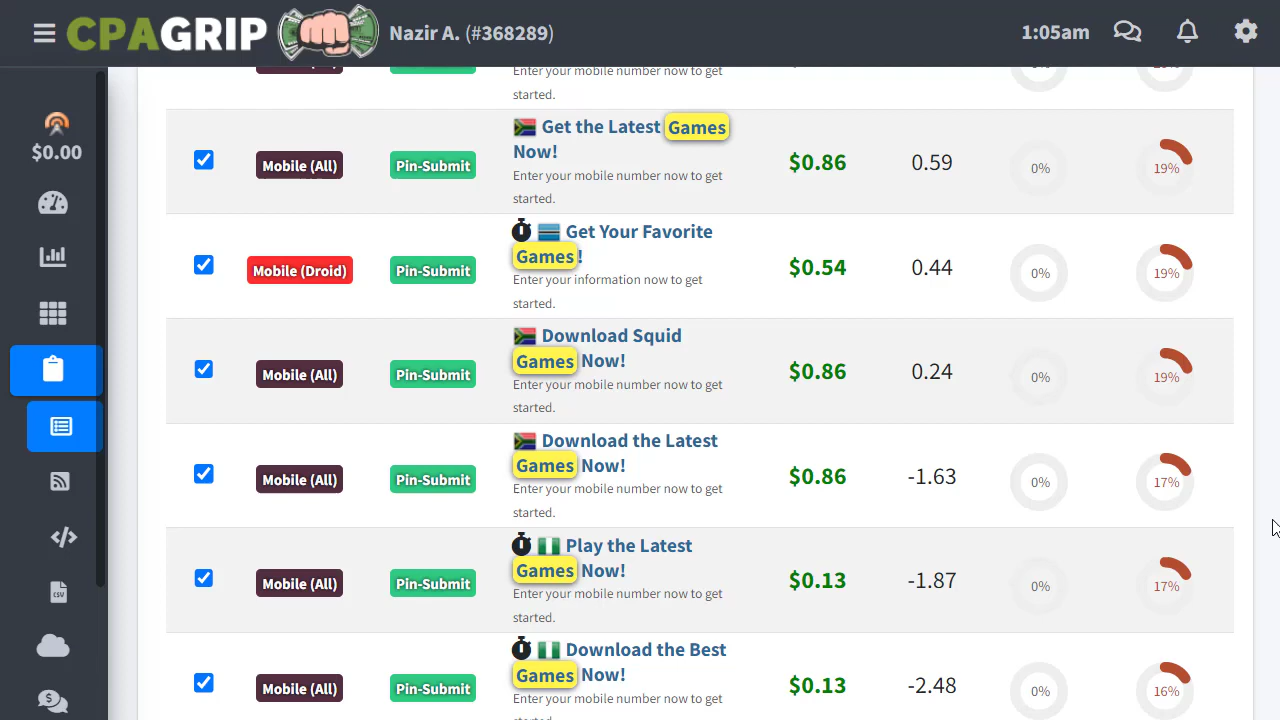 CPAGRIP Nazir A. (#368289) 1:05am
$0.00
Enter your mobile number now to get
started.
Get the Latest Games
Now!
Enter your mobile number now to get
started.
Mobile (All) Pin-Submit $0.86 0.59 0% 19%
Get Your Favorite
Games!
Enter your information now to get
started.
Mobile (Droid) Pin-Submit $0.54 0.44 0% 19%
Download Squid
Games Now!
Enter your mobile number now to get
started.
Mobile (All) Pin-Submit $0.86 0.24 0% 19%
Download the Latest
Games Now!
Enter your mobile number now to get
started.
Mobile (All) Pin-Submit $0.86 -1.63 0% 17%
Play the Latest
Games Now!
Enter your mobile number now to get
started.
Mobile (All) Pin-Submit $0.13 -1.87 0% 17%
Download the Best
Games Now!
Enter your mobile number now to get
Mobile (All) Pin-Submit $0.13 -2.48 0% 16%
CSV